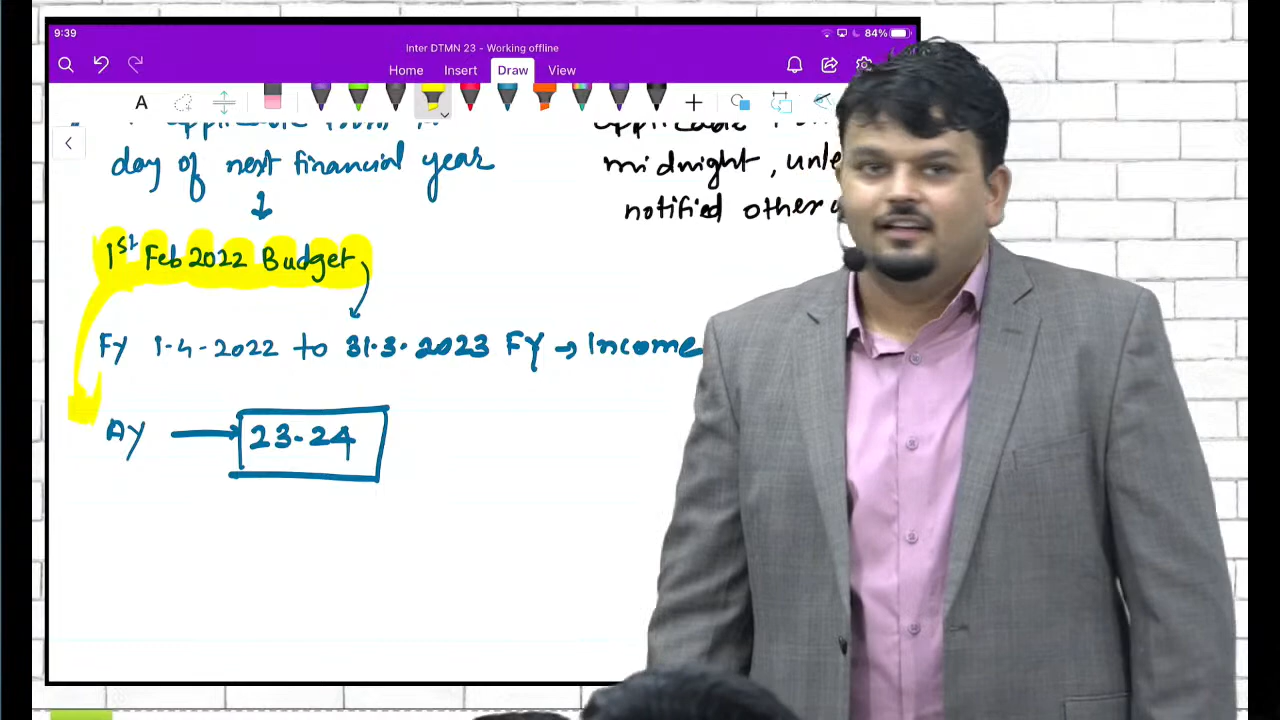 9:39
84%
Inter DTMN 23 - Working offline
Home Insert Draw View
A
day of next financial year
midnight, unle
notified other
1st Feb 2022 Budget
Fy 1-4-2022 to 31.3.2023 FY → Income
Ay → 23-24